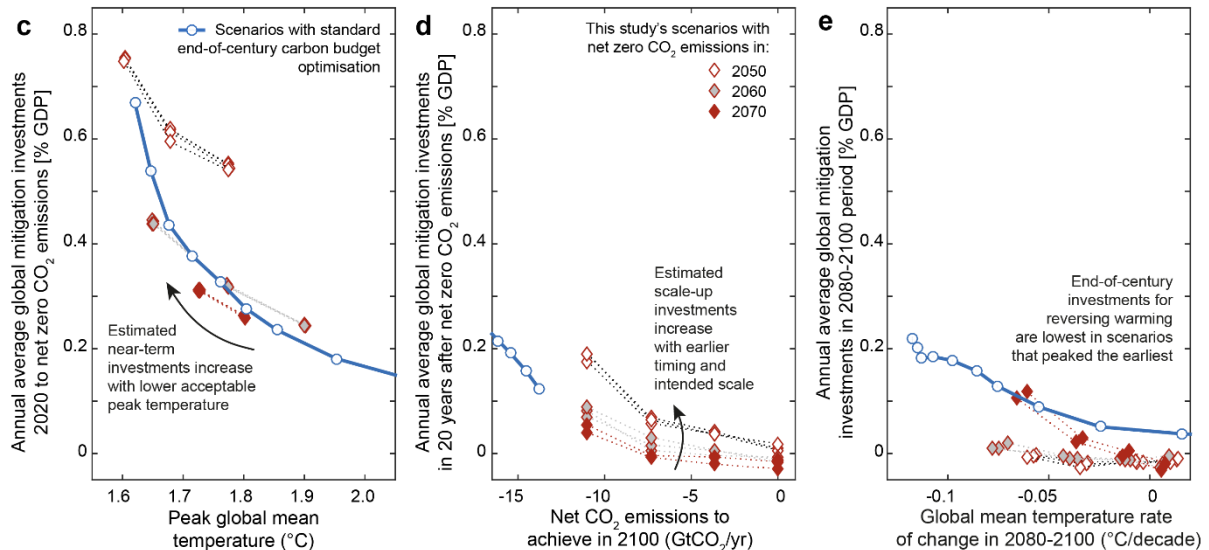 c
Annual average global mitigation investments
2020 to net zero CO2 emissions [% GDP]
0.8
0.6
0.4
0.2
0
Scenarios with standard
end-of-century carbon budget
optimisation
Estimated
near-term
investments increase
with lower acceptable
peak temperature
1.6
1.7
1.8
1.9
2.0
Peak global mean
temperature (°C)
d
Annual average global mitigation investments
in 20 years after net zero CO2 emissions [% GDP]
0.8
0.6
0.4
0.2
0
This study's scenarios with
net zero CO2 emissions in:
2050
2060
2070
Estimated
scale-up
investments
increase
with earlier
timing and
intended scale
-15
-10
-5
0
Net CO2 emissions to
achieve in 2100 (GtCO2/yr)
e
Annual average global mitigation
investments in 2080-2100 period [% GDP]
0.8
0.6
0.4
0.2
0
End-of-century
investments for
reversing warming
are lowest in scenarios
that peaked the earliest
-0.1
-0.05
0
Global mean temperature rate
of change in 2080-2100 (°C/decade)